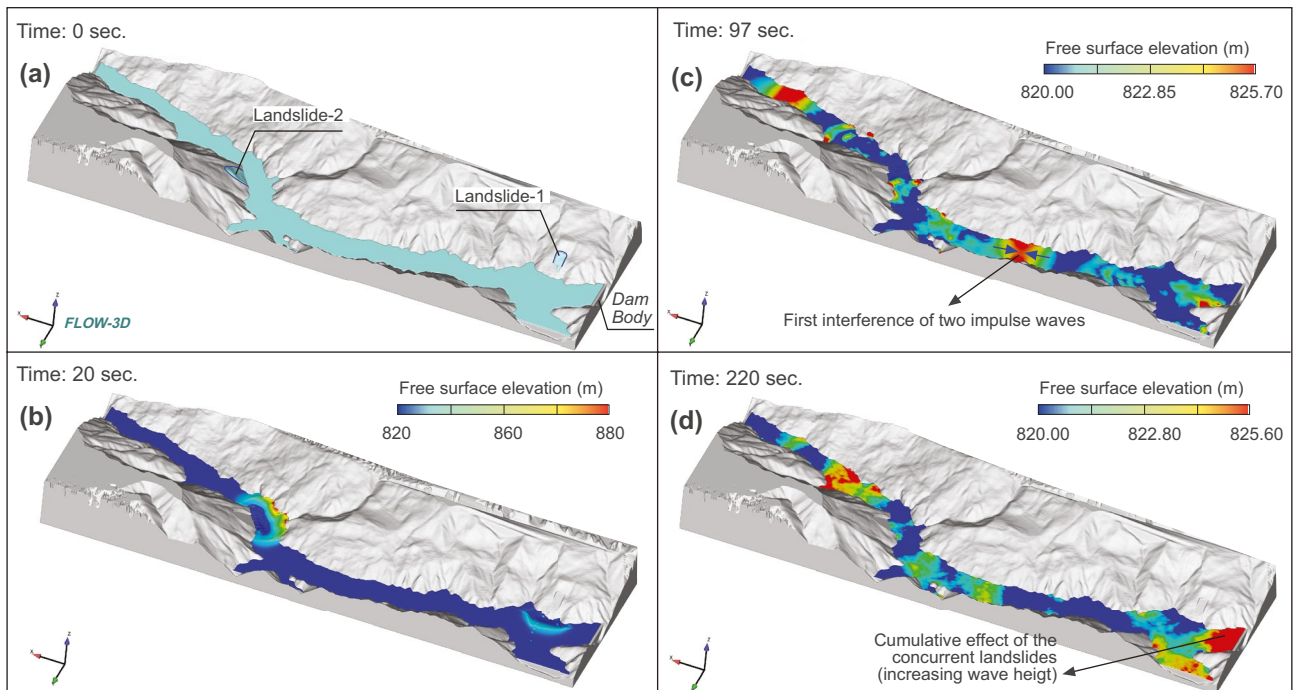 Time: 0 sec.
(a)
Landslide-2
Landslide-1
Dam
Body
x
y
z
FLOW-3D
Time: 20 sec.
(b)
Free surface elevation (m)
820 860 880
x
y
z
Time: 97 sec.
(c)
Free surface elevation (m)
820.00 822.85 825.70
First interference of two impulse waves
x
y
z
Time: 220 sec.
(d)
Free surface elevation (m)
820.00 822.80 825.60
Cumulative effect of the
concurrent landslides
(increasing wave heigt)
x
y
z